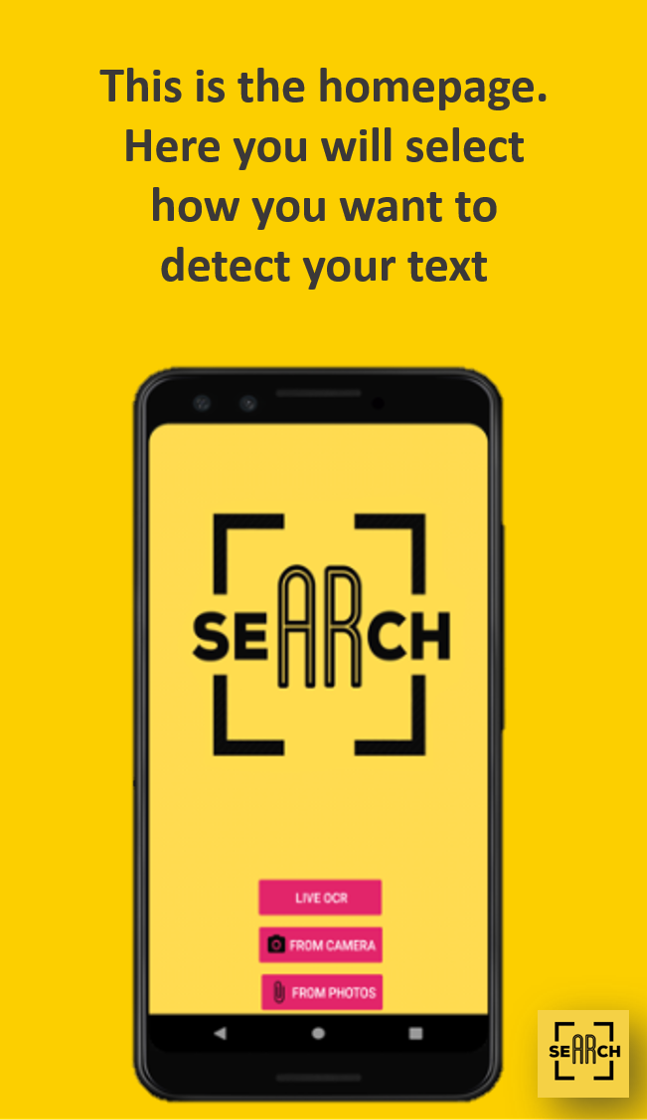 This is the homepage.
Here you will select
how you want to
detect your text
SEARCH
LIVE OCR
FROM CAMERA
FROM PHOTOS
SEARCH